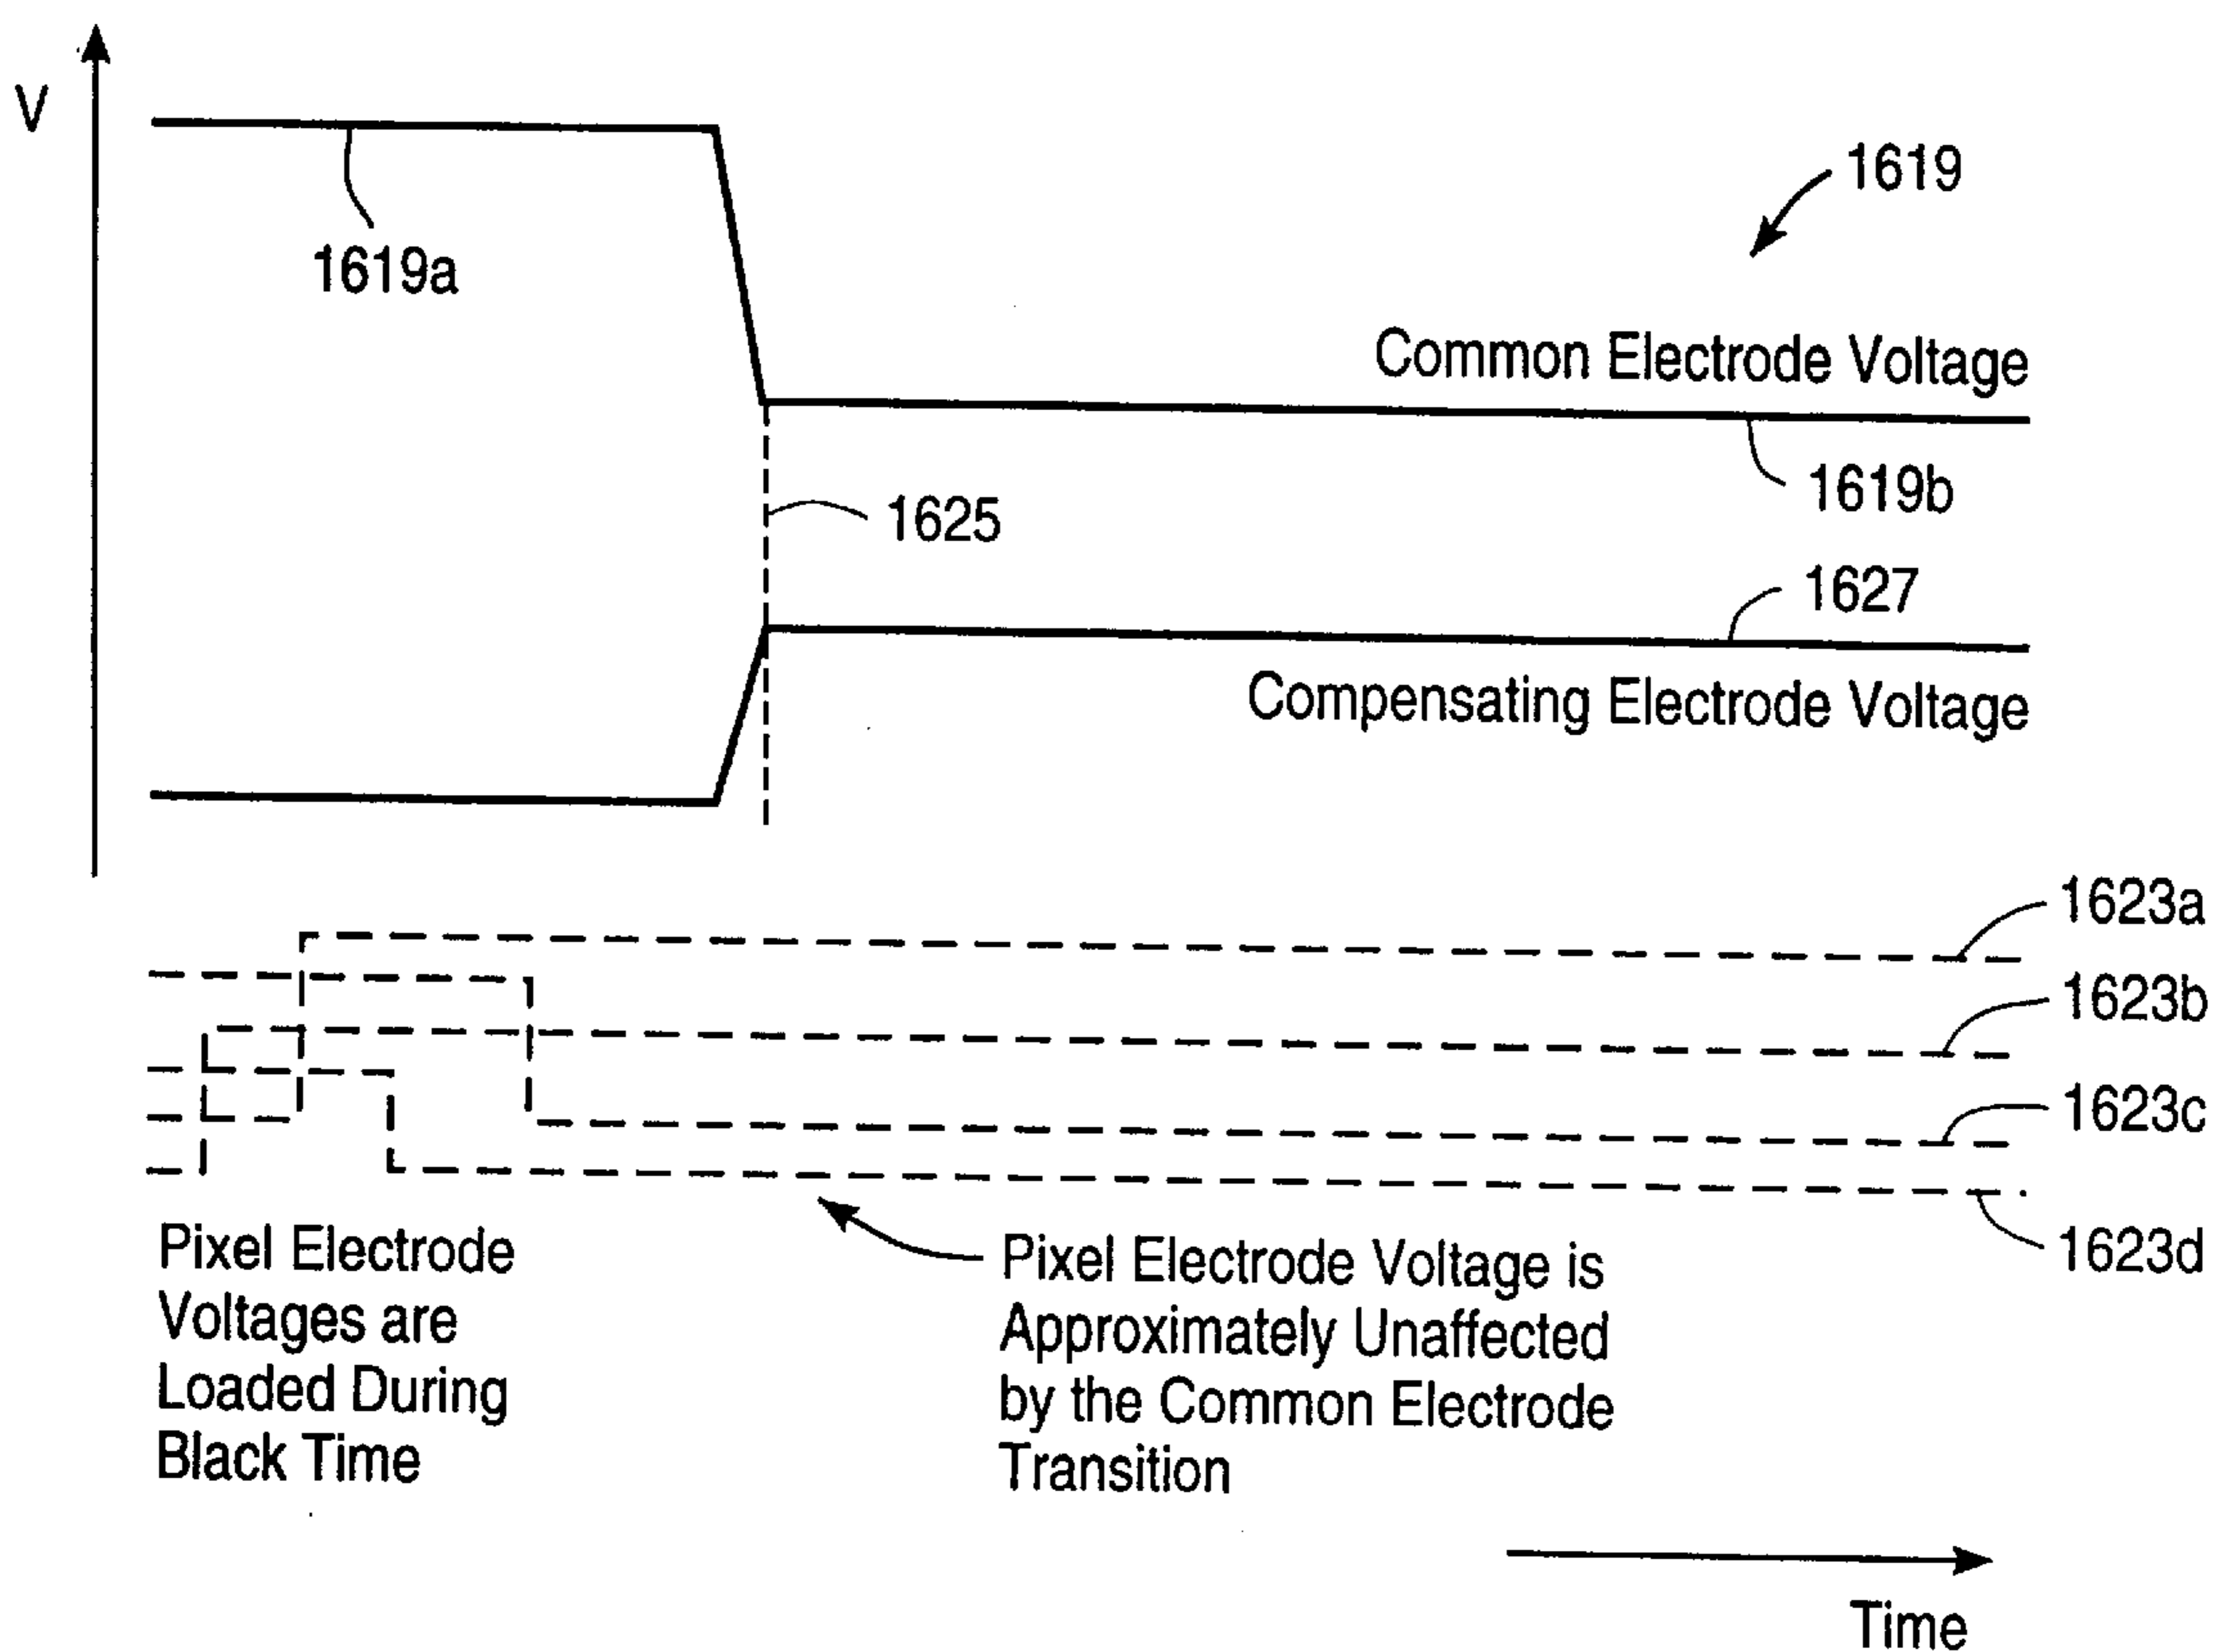 V
1619
1619a
Common Electrode Voltage
1619b
1625
1627
Compensating Electrode Voltage
1623a
1623b
1623c
1623d
Pixel Electrode
Voltages are
Loaded During
Black Time
Pixel Electrode Voltage is
Approximately Unaffected
by the Common Electrode
Transition
Time